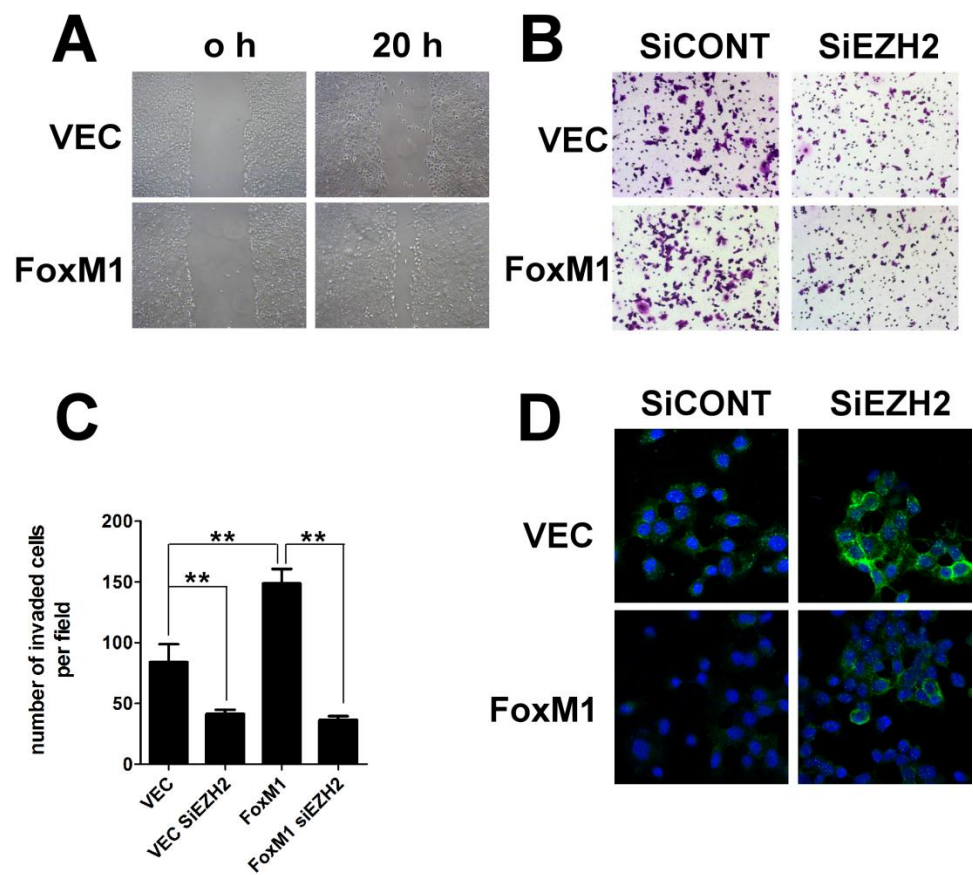 A
o h
20 h
VEC
FoxM1
B
SiCONT
SiEZH2
VEC
FoxM1
C
number of invaded cells
per field
200
150
100
50
0
**
**
**
VEC
VEC SiEZH2
FoxM1
FoxM1 siEZH2
D
SiCONT
SiEZH2
VEC
FoxM1